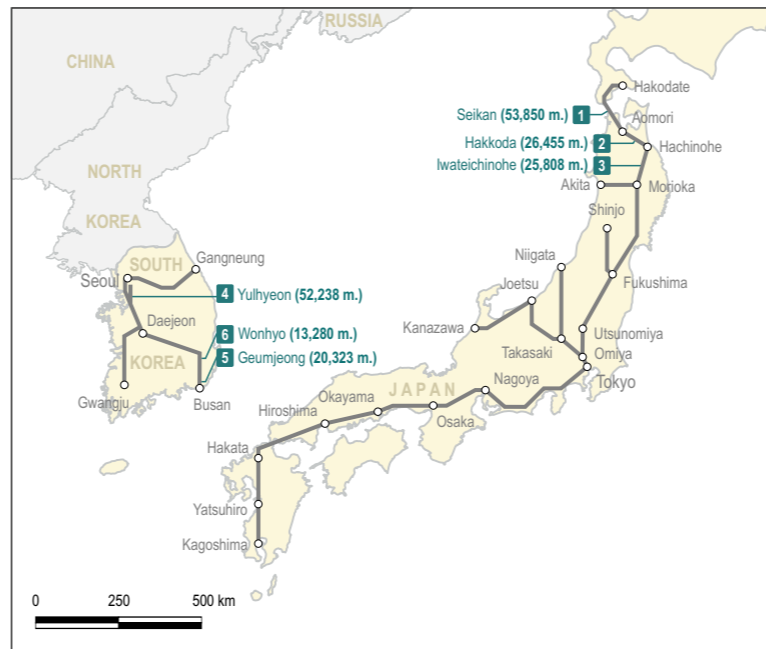 RUSSIA
CHINA
Hakodate
Seikan (53,850 m.) 1
Aomori
Hakkoda (26,455 m.) 2
Hachinohe
Iwateichinohe (25,808 m.) 3
NORTH
KOREA
Akita
Morioka
Shinjo
Gangneung
SOUTH
Seoul
Niigata
Joetsu
Fukushima
4 Yulhyeon (52,238 m.)
Daejeon
Kanazawa
Utsunomiya
6 Wonhyo (13,280 m.)
Takasaki
Omiya
KOREA
5 Geumjeong (20,323 m.)
Tokyo
Gwangju
Busan
JAPAN
Nagoya
Okayama
Hiroshima
Osaka
Hakata
Yatsuhiro
Kagoshima
0 250 500 km